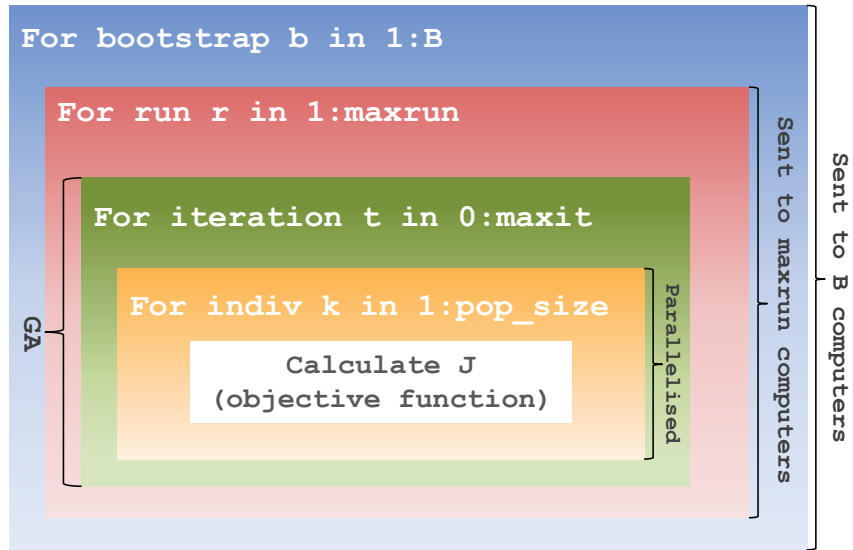 For bootstrap b in 1:B
For run r in 1:maxrun
For iteration t in 0:maxit
For indiv k in 1:pop_size
Calculate J
(objective function)
GA
Parallelised
Sent to maxrun computers
Sent to B computers